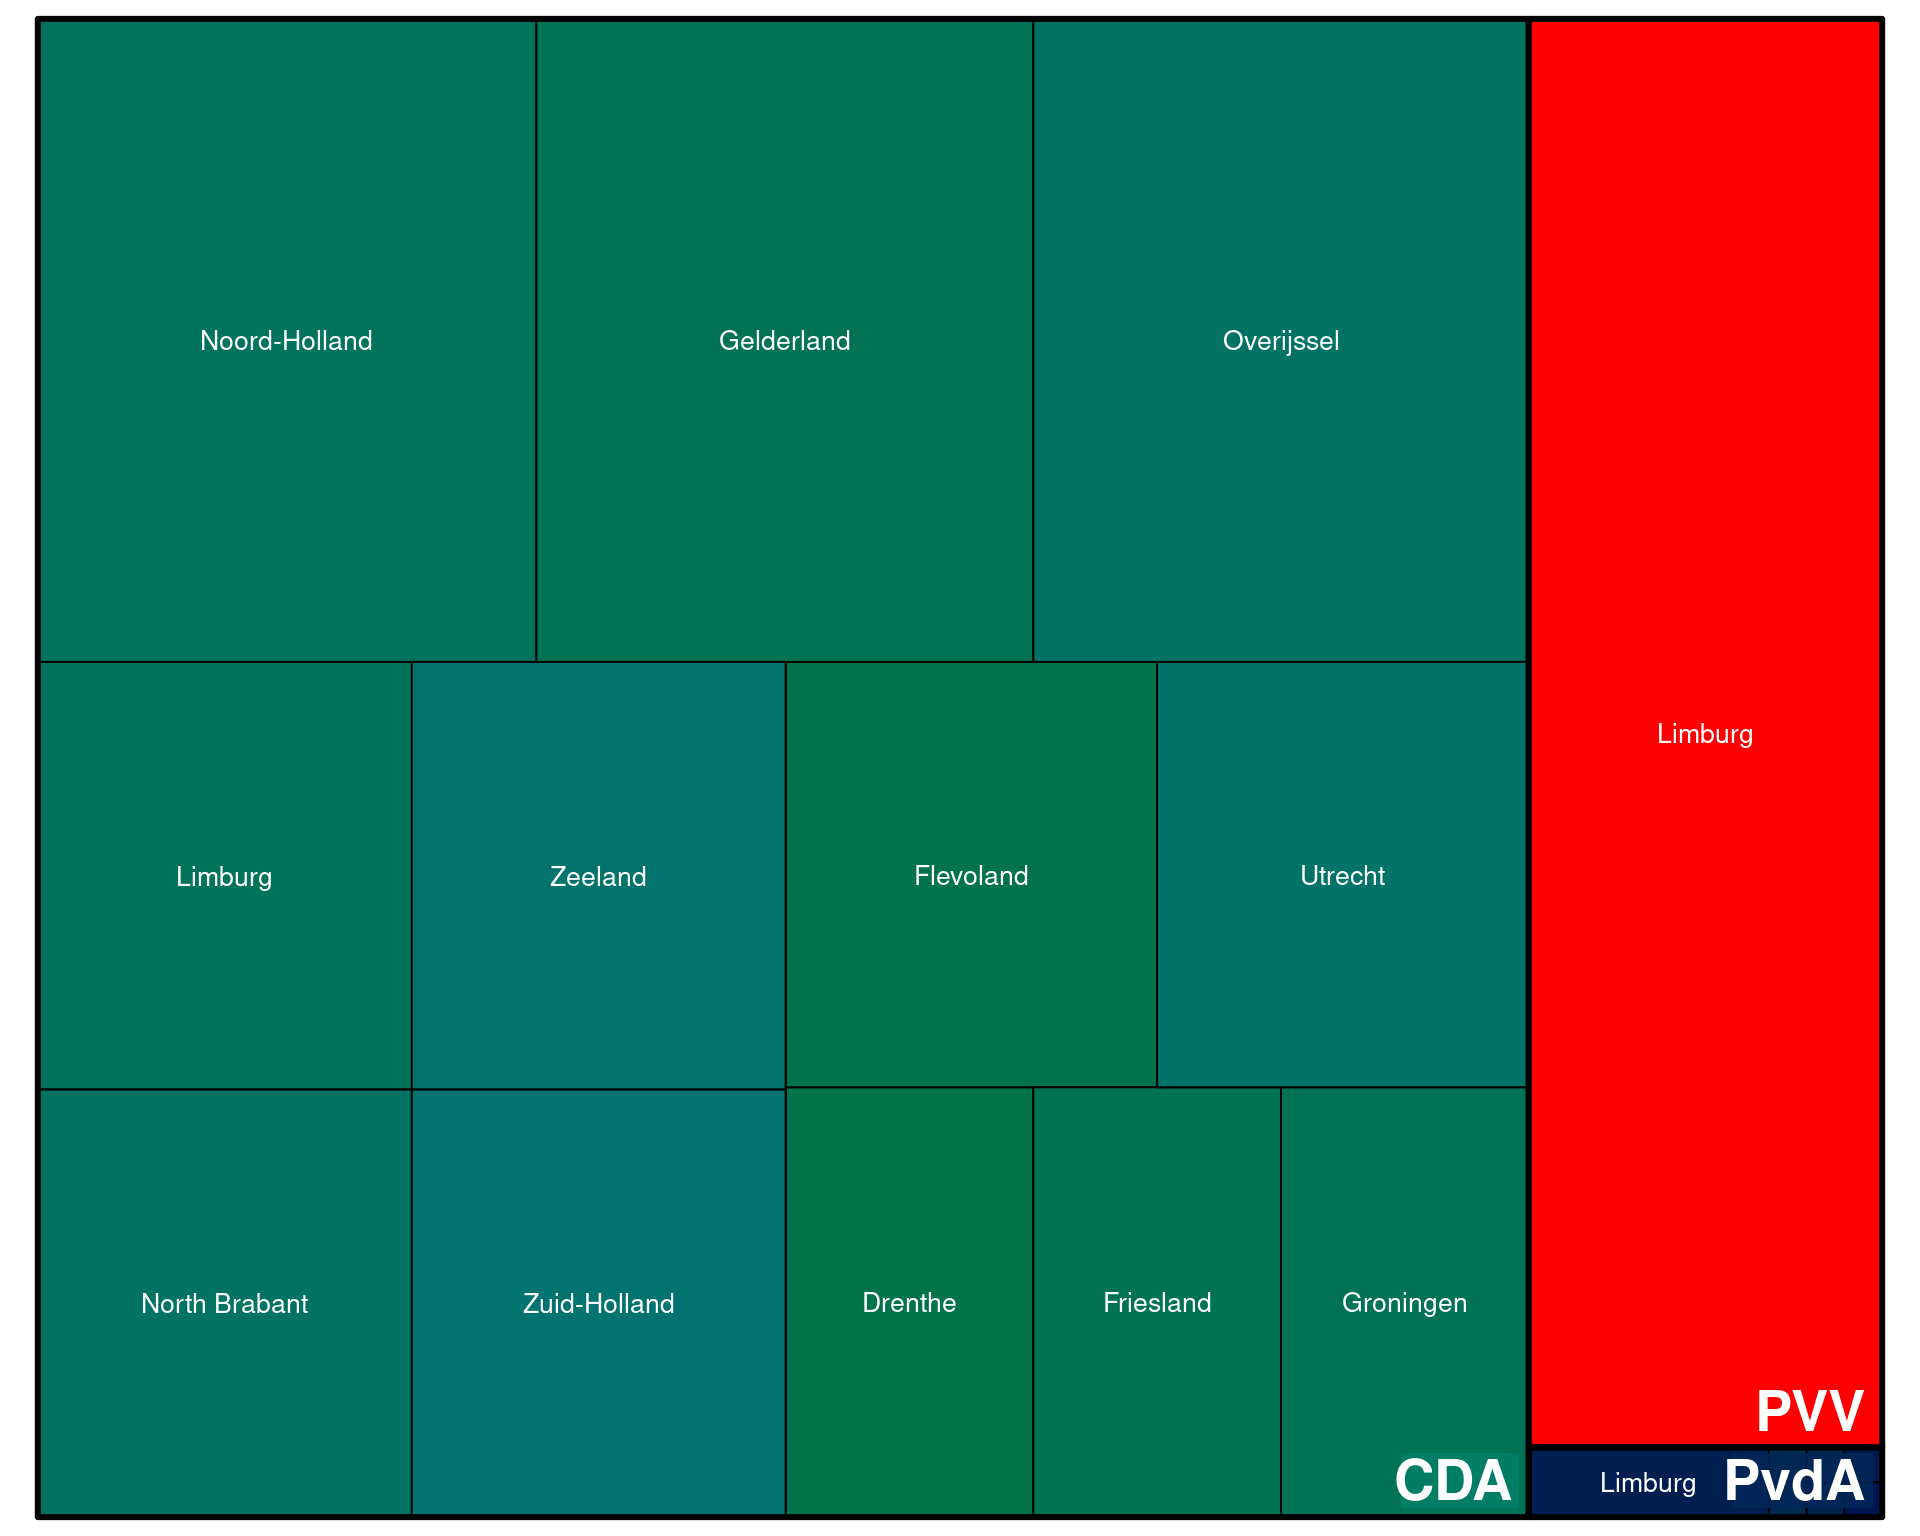 Noord-Holland
Gelderland
Overijssel
Limburg
Limburg
Zeeland
Flevoland
Utrecht
North Brabant
Zuid-Holland
Drenthe
Friesland
Groningen
PVV
CDA
Limburg
PvdA